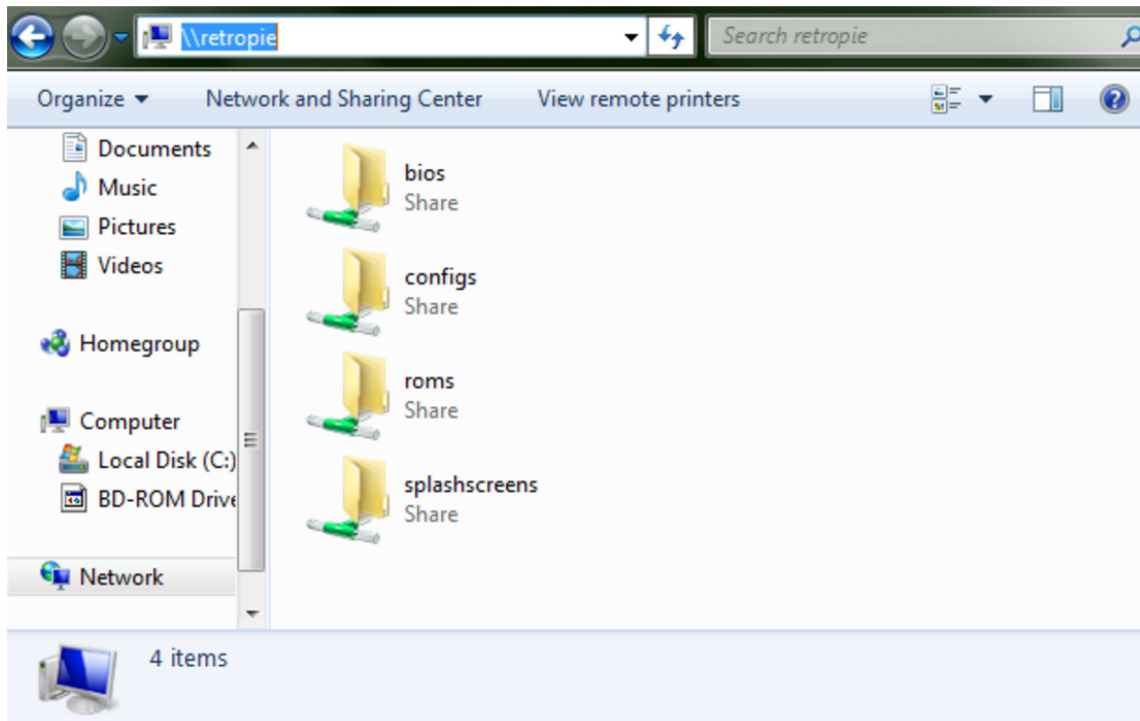 \\retropie
Search retropie
Organize
Network and Sharing Center
View remote printers
Documents
Music
Pictures
Videos
Homegroup
Computer
Local Disk (C:)
BD-ROM Drive
Network
bios
Share
configs
Share
roms
Share
splashscreens
Share
4 items